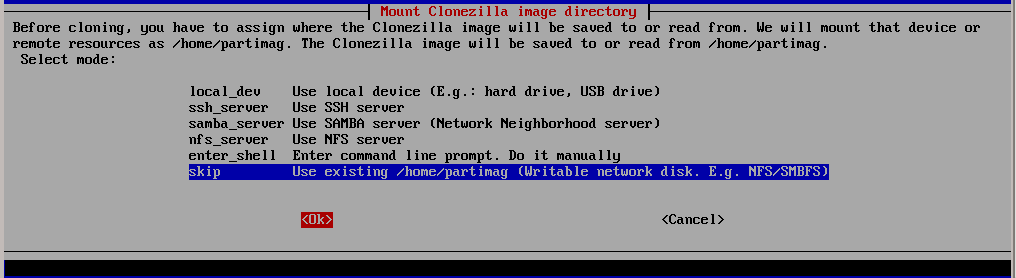 Mount Clonezilla image directory
Before cloning, you have to assign where the Clonezilla image will be saved to or read from. We will mount that device or
remote resources as /home/partimag. The Clonezilla image will be saved to or read from /home/partimag.
Select mode:
local_dev Use local device (E.g.: hard drive, USB drive)
ssh_server Use SSH server
samba_server Use SAMBA server (Network Neighborhood server)
nfs_server Use NFS server
enter_shell Enter command line prompt. Do it manually
skip Use existing /home/partimag (Writable network disk. E.g. NFS/SMBFS)
<Ok> <Cancel>